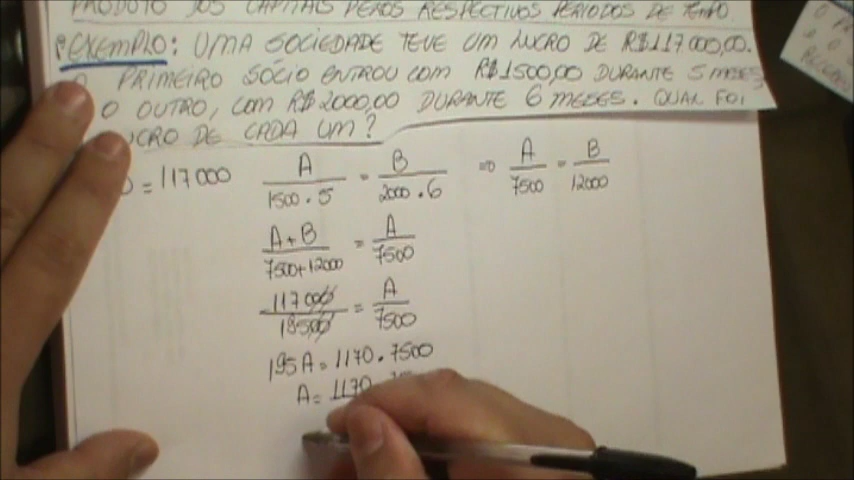 PRODUTO DOS CAPITAIS PELOS RESPECTIVOS PERÍODOS DE TEMPO.
EXEMPLO: UMA SOCIEDADE TEVE UM LUCRO DE R$117000,00.
O PRIMEIRO SÓCIO ENTROU COM R$1500,00 DURANTE 5 MESES
O OUTRO, COM R$2000,00 DURANTE 6 MESES. QUAL FOI
LUCRO DE CADA UM?
= 117000 A/1500.5 = B/2000.6 => A/7500 = B/12000
A+B/7500+12000 = A/7500
117000/19500 = A/7500
195A = 1170.7500
A = 1170